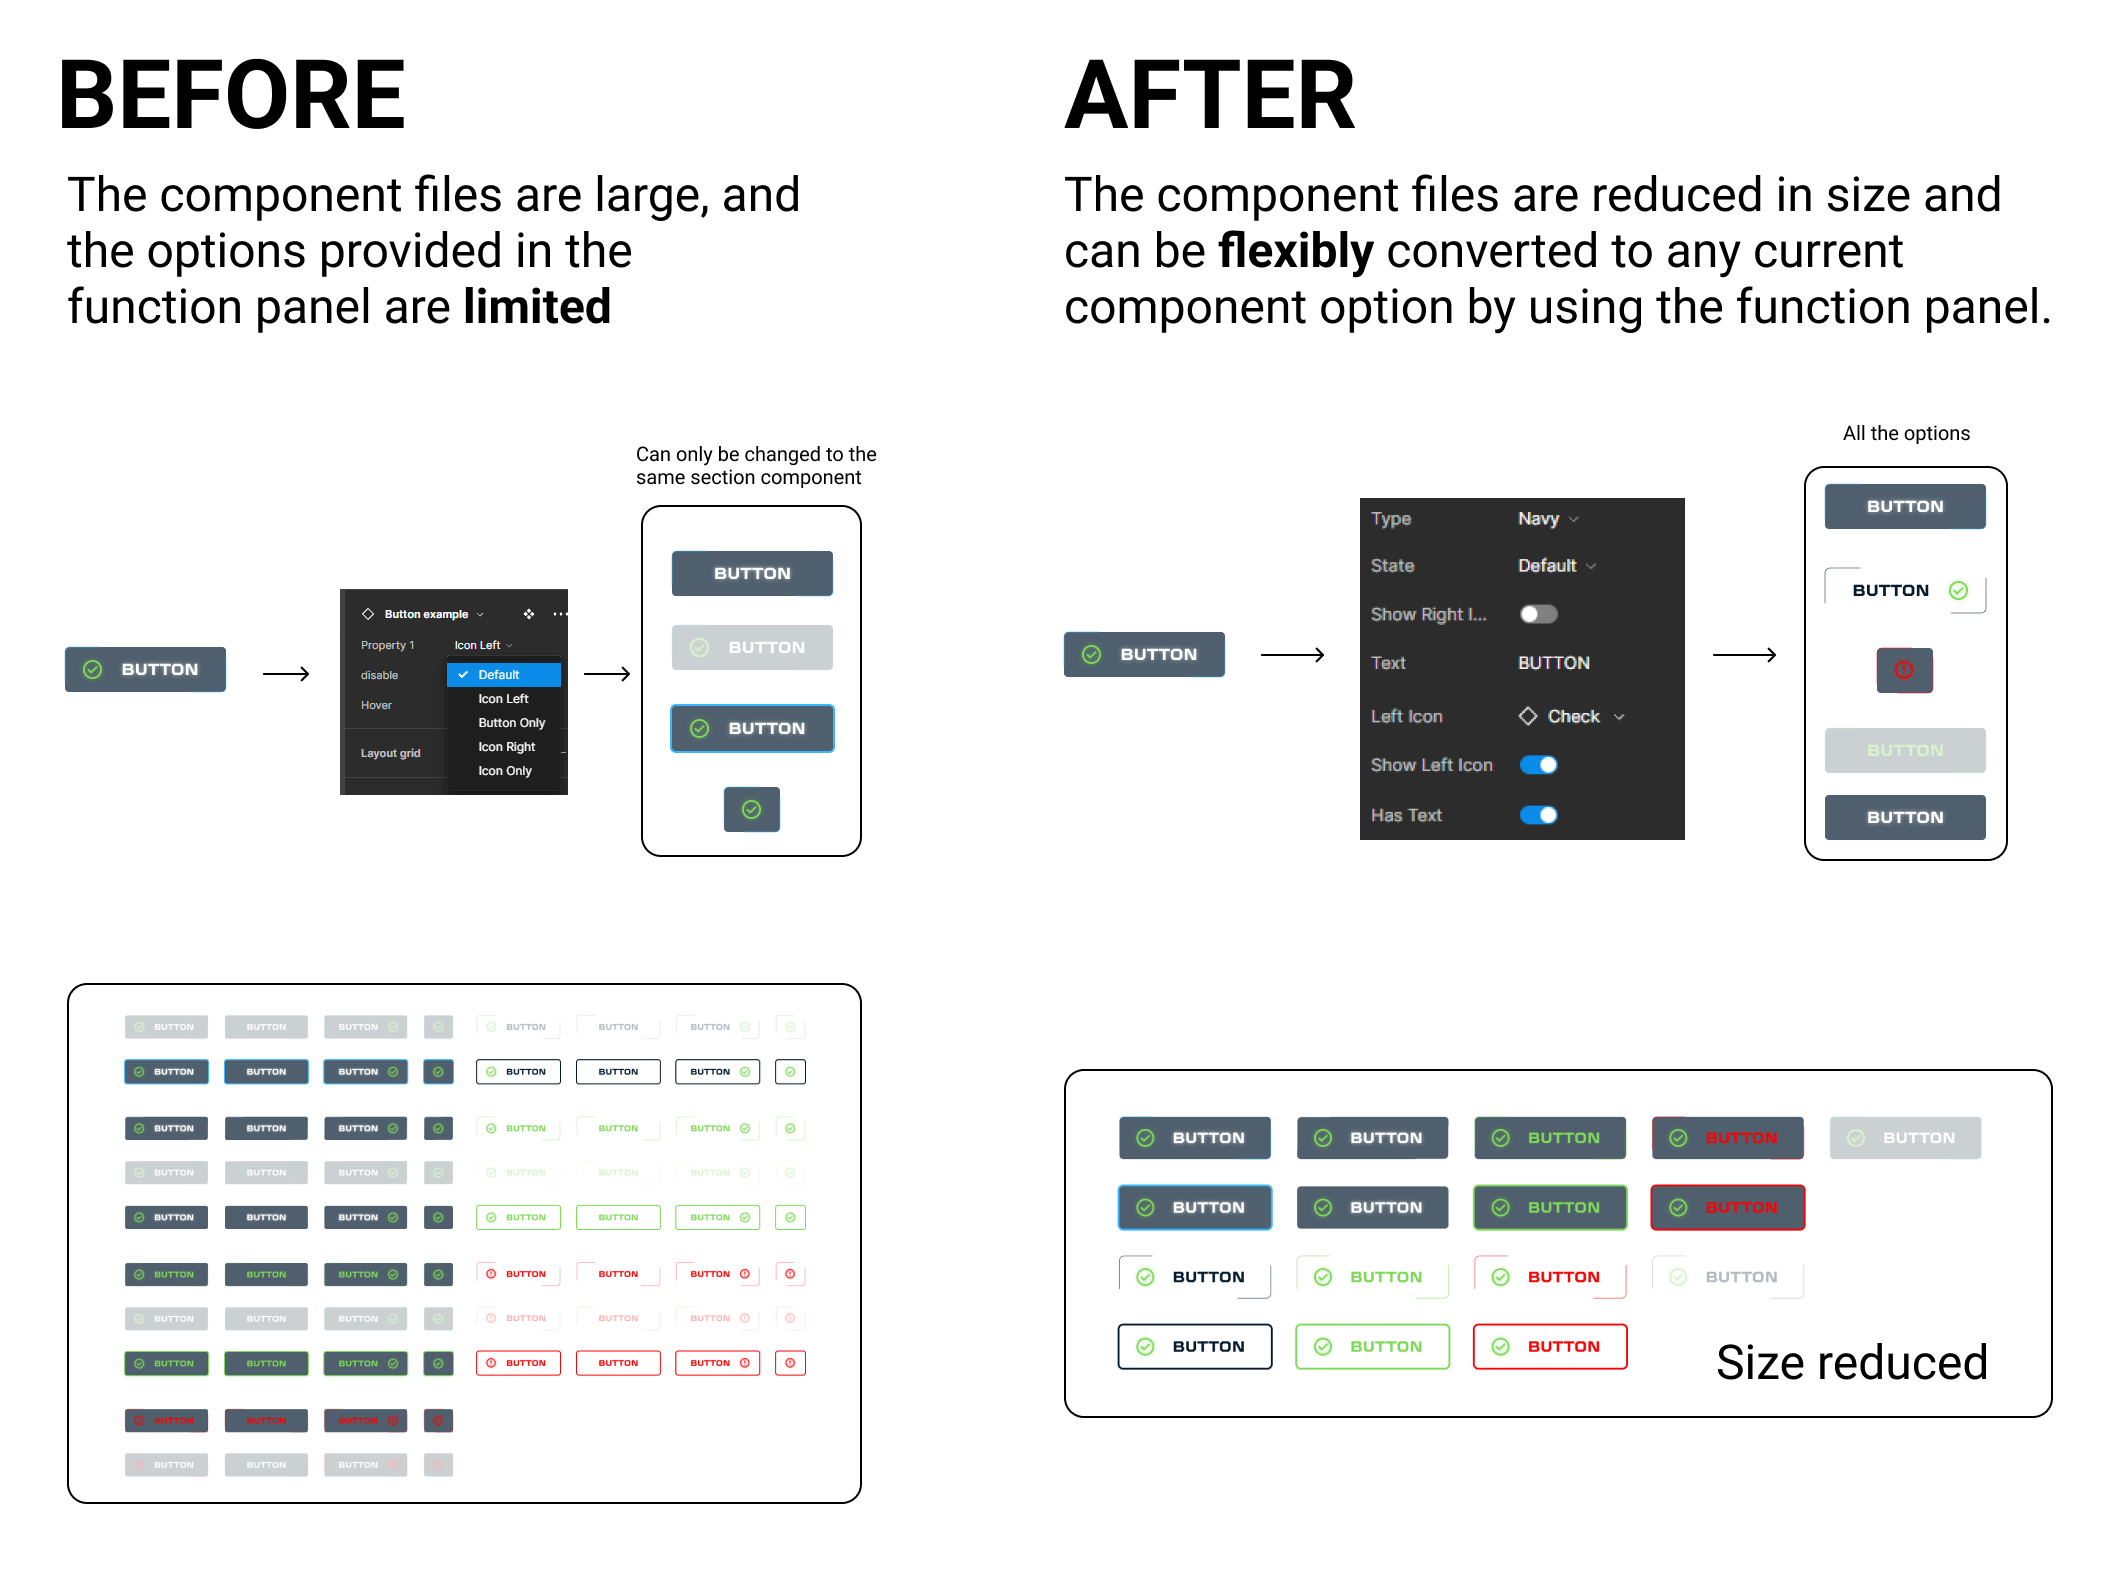 BEFORE
The component files are large, and
the options provided in the
function panel are limited
Can only be changed to the
same section component
BUTTON
Button example
Property 1 Icon Left
disable
Hover
Layout grid
Default
Icon Left
Button Only
Icon Right
Icon Only
BUTTON
BUTTON
BUTTON
BUTTON BUTTON BUTTON BUTTON BUTTON BUTTON
BUTTON BUTTON BUTTON BUTTON BUTTON BUTTON
BUTTON BUTTON BUTTON BUTTON BUTTON BUTTON
BUTTON BUTTON BUTTON BUTTON BUTTON BUTTON
BUTTON BUTTON BUTTON BUTTON BUTTON BUTTON
BUTTON BUTTON BUTTON BUTTON BUTTON BUTTON
BUTTON BUTTON BUTTON BUTTON BUTTON BUTTON
BUTTON BUTTON BUTTON BUTTON BUTTON BUTTON
BUTTON BUTTON BUTTON
BUTTON BUTTON BUTTON
AFTER
The component files are reduced in size and
can be flexibly converted to any current
component option by using the function panel.
All the options
BUTTON
Type Navy
State Default
Show Right I...
Text BUTTON
Left Icon Check
Show Left Icon
Has Text
BUTTON
BUTTON
BUTTON
BUTTON
BUTTON BUTTON BUTTON BUTTON BUTTON
BUTTON BUTTON BUTTON BUTTON
BUTTON BUTTON BUTTON BUTTON
BUTTON BUTTON BUTTON
Size reduced